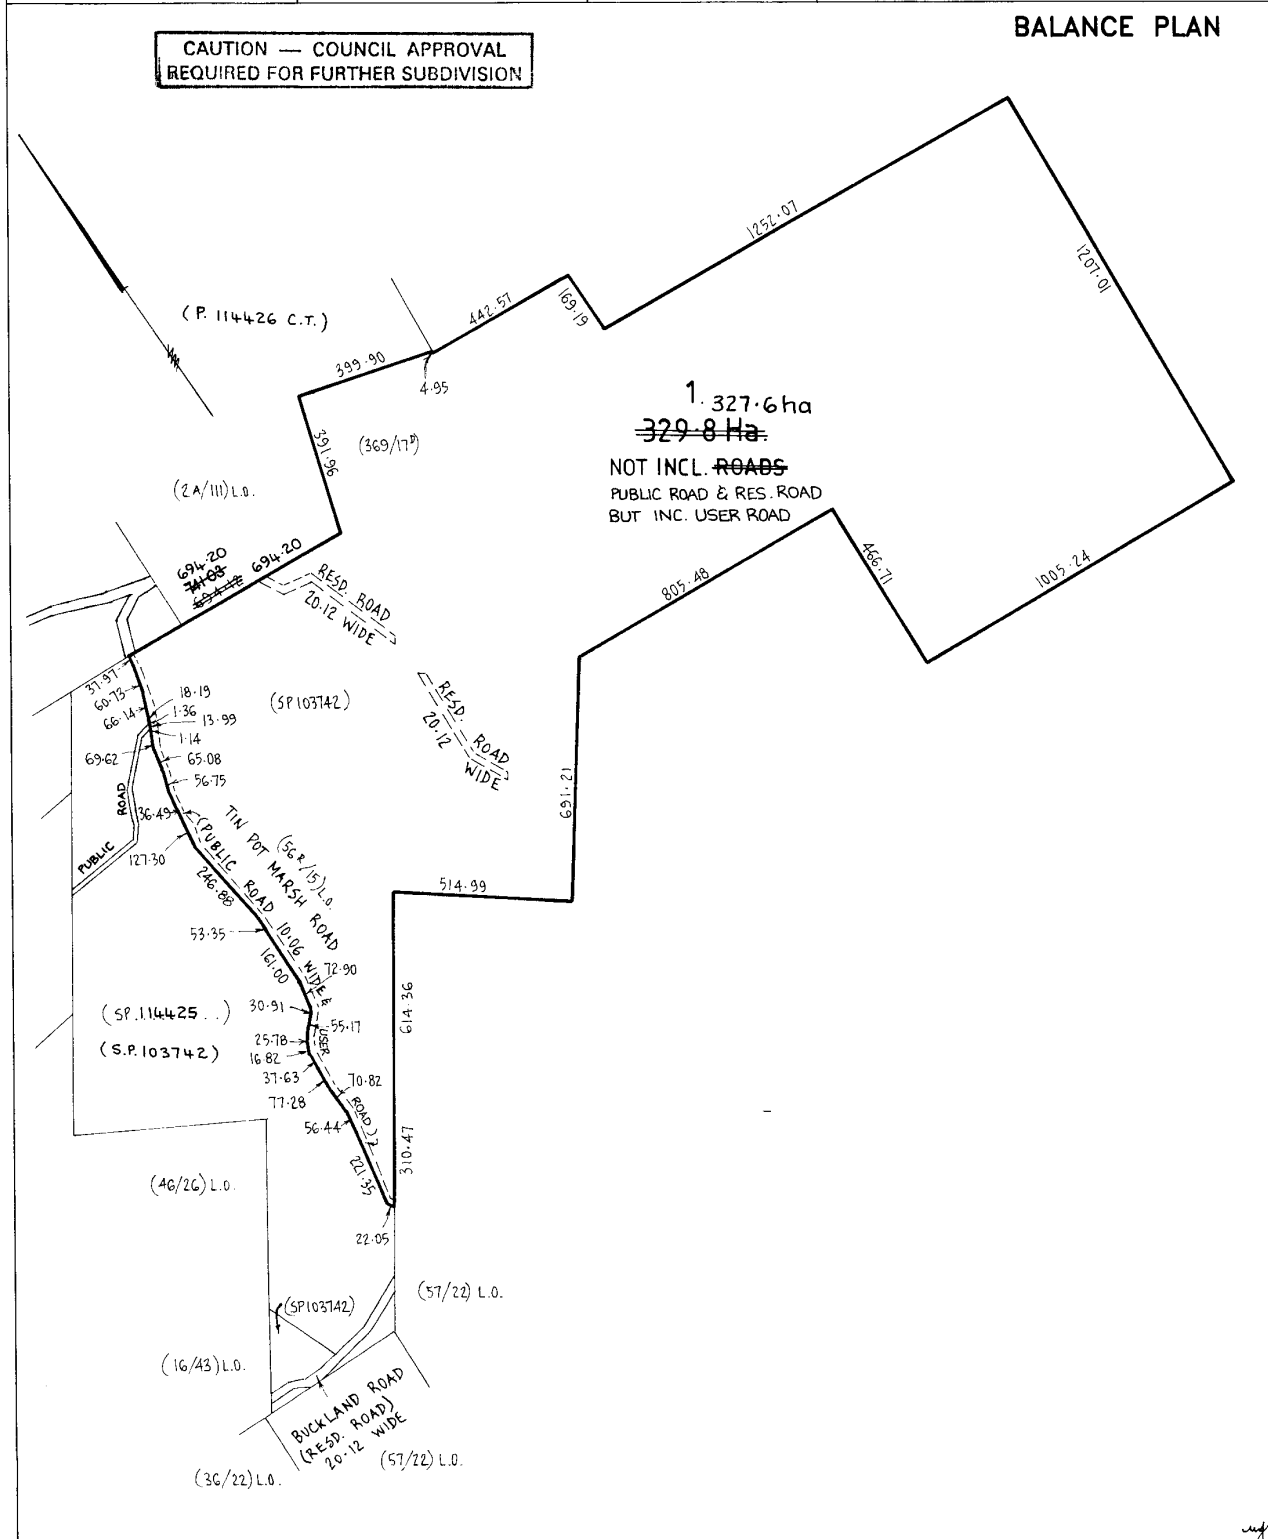 BALANCE PLAN
CAUTION — COUNCIL APPROVAL
REQUIRED FOR FURTHER SUBDIVISION
1252.07
1207.01
(P. 114426 C.T.)
442.57
169.19
399.90
4.95
1. 327.6 ha
329.8 Ha.
NOT INCL. ROADS
PUBLIC ROAD & RES. ROAD
BUT INC. USER ROAD
391.96
(369/17D)
(2A/111) L.O.
694.20
741.03
694.12
694.20
RESD. ROAD
20.12 WIDE
805.48
466.71
1005.24
37.97
60.73
66.14
18.19
1.36
13.99
1.14
69.62
65.08
56.75
(SP103742)
RESD. ROAD
20.12 WIDE
691.21
PUBLIC ROAD
36.49
127.30
246.88
TIN POT MARSH ROAD
(PUBLIC ROAD 10.06 WIDE &
USER ROAD)
(56R/15) L.O.
514.99
53.35
161.00
72.90
30.91
55.17
25.78
16.82
37.63
77.28
70.82
56.44
221.35
22.05
614.36
310.47
(SP.114425 . .)
(S.P.103742)
(46/26) L.O.
(57/22) L.O.
(SP103742)
(16/43) L.O.
BUCKLAND ROAD
(RESD. ROAD)
20.12 WIDE
(57/22) L.O.
(36/22) L.O.